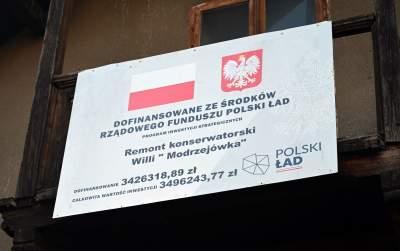 DOFINANSOWANE ZE ŚRODKÓW
RZĄDOWEGO FUNDUSZU POLSKI ŁAD
PROGRAM INWESTYCJI STRATEGICZNYCH
Remont konserwatorski
Willi " Modrzejówka"
DOFINANSOWANIE 3426318,89 zł
CAŁKOWITA WARTOŚĆ INWESTYCJI 3496243,77 zł
POLSKI
ŁAD